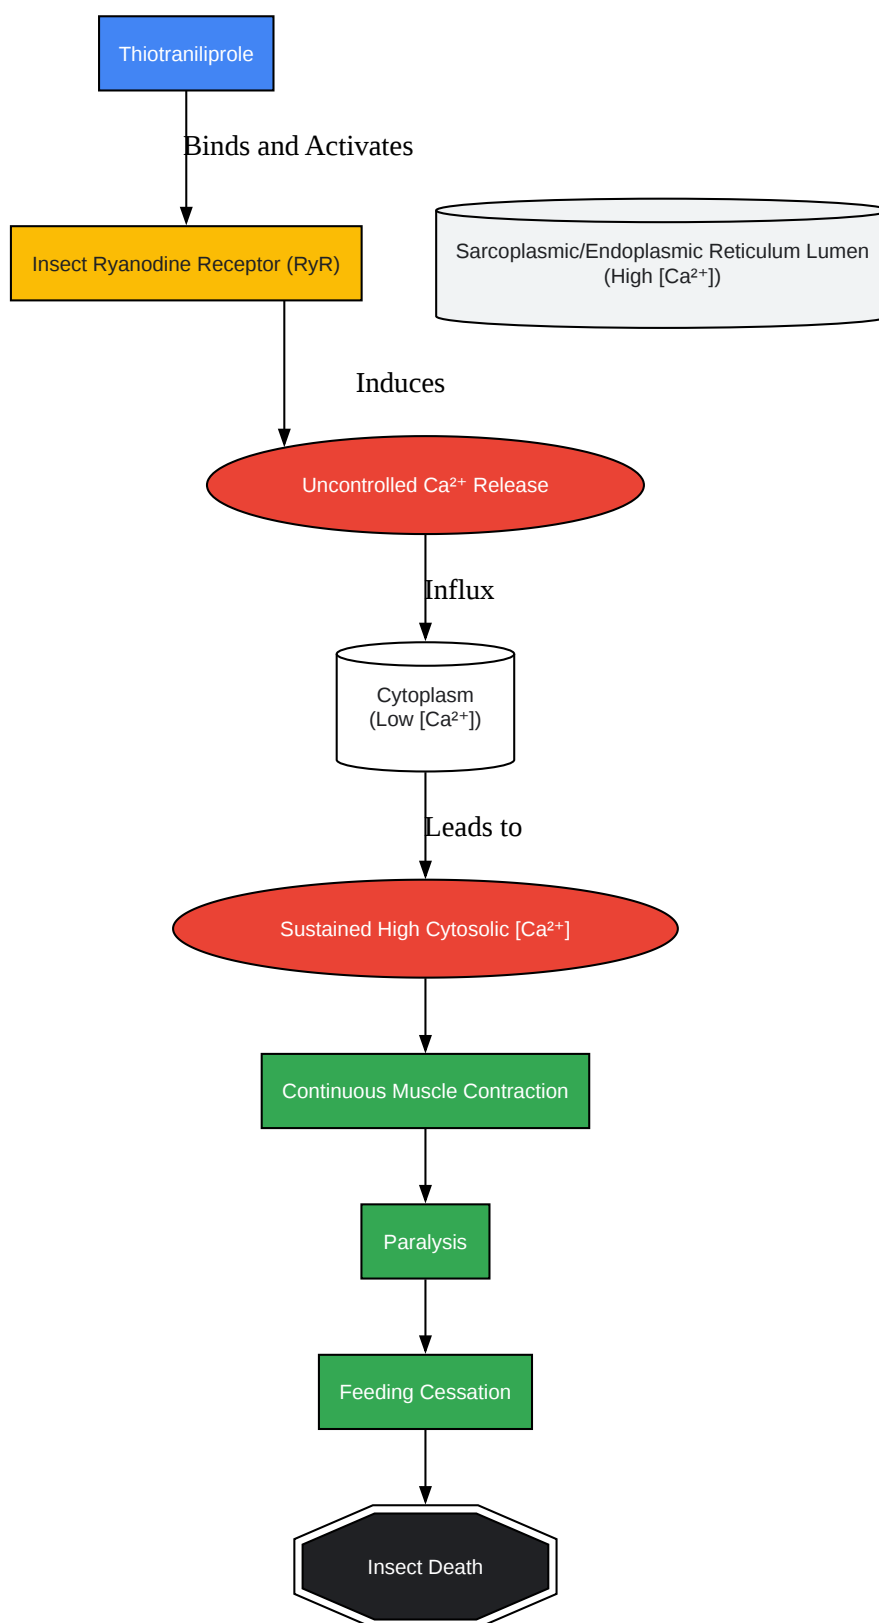 Thiotraniliprole
Binds and Activates
Insect Ryanodine Receptor (RyR)
Sarcoplasmic/Endoplasmic Reticulum Lumen
(High [Ca²⁺])
Induces
Uncontrolled Ca²⁺ Release
Influx
Cytoplasm
(Low [Ca²⁺])
Leads to
Sustained High Cytosolic [Ca²⁺]
Continuous Muscle Contraction
Paralysis
Feeding Cessation
Insect Death